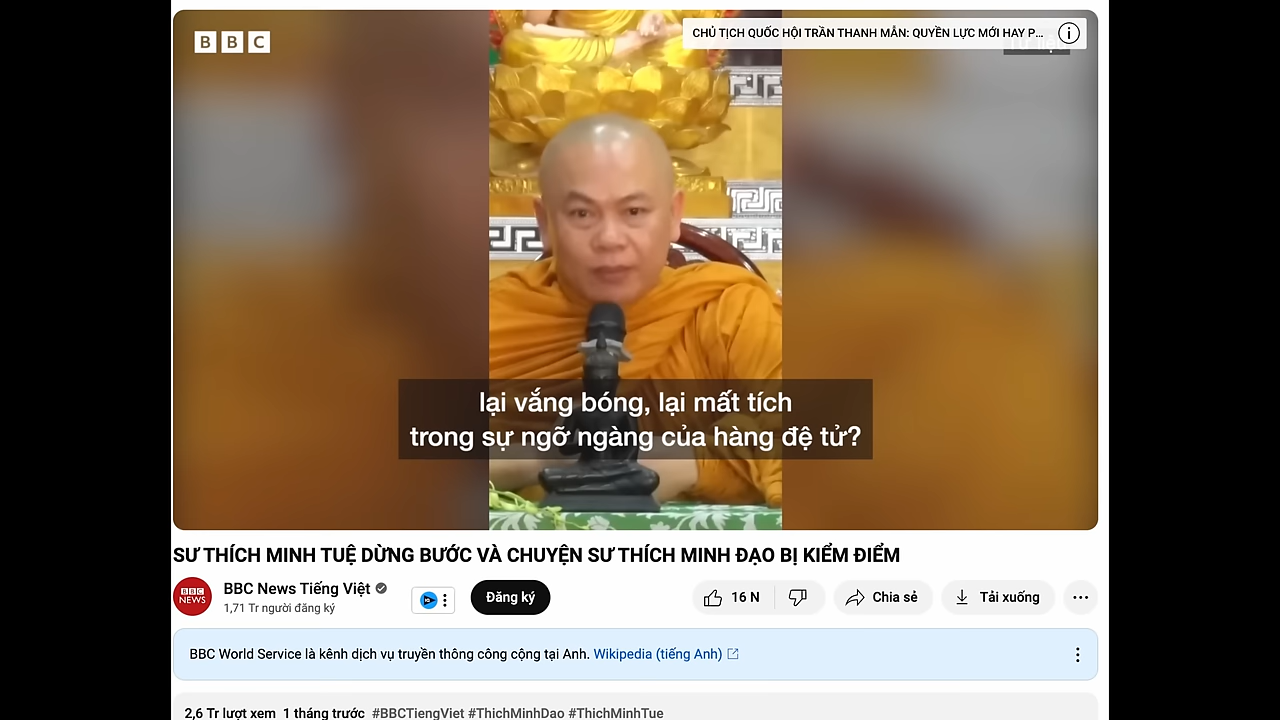 BBC
CHỦ TỊCH QUỐC HỘI TRẦN THANH MẪN: QUYỀN LỰC MỚI HAY P...
lại vắng bóng, lại mất tích
trong sự ngỡ ngàng của hàng đệ tử?
SƯ THÍCH MINH TUỆ DỪNG BƯỚC VÀ CHUYỆN SƯ THÍCH MINH ĐẠO BỊ KIỂM ĐIỂM
BBC NEWS
BBC News Tiếng Việt
1,71 Tr người đăng ký
Đăng ký
16 N
Chia sẻ
Tải xuống
BBC World Service là kênh dịch vụ truyền thông công cộng tại Anh. Wikipedia (tiếng Anh)
2,6 Tr lượt xem 1 tháng trước #BBCTiengViet #ThichMinhDao #ThichMinhTue